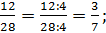 12/28 = 12:4/28:4 = 3/7;